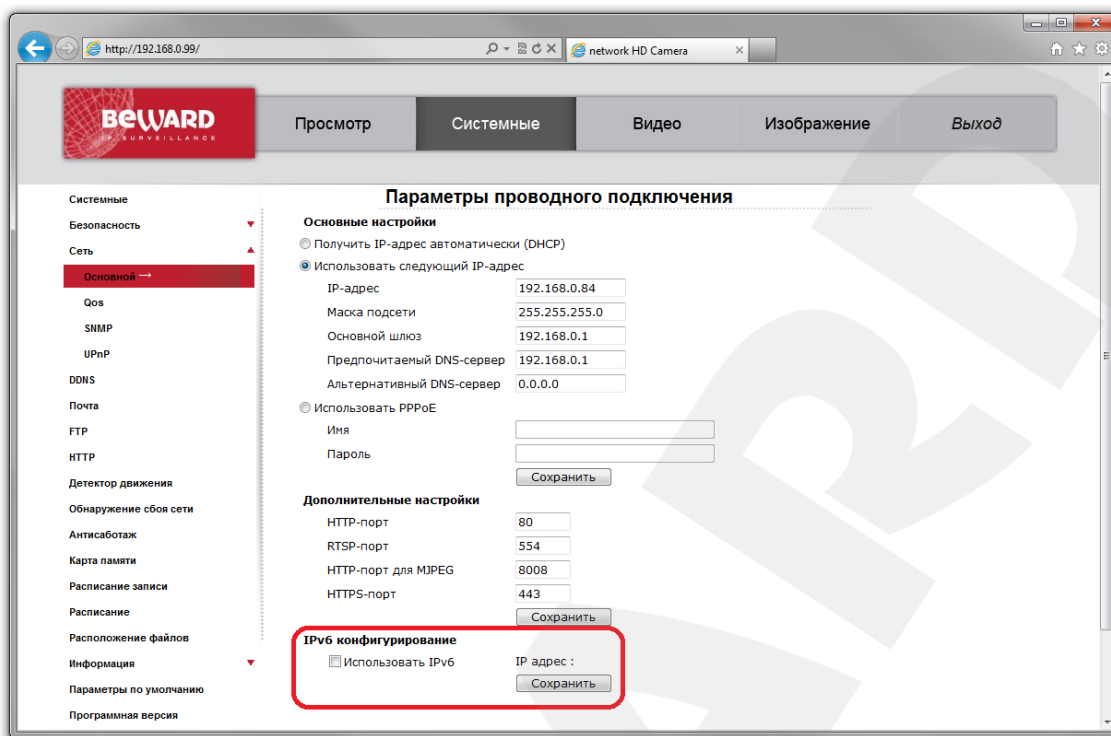 http://192.168.0.99/
network HD Camera
BEWARD
IP SURVEILLANCE
Просмотр
Системные
Видео
Изображение
Выход
Системные
Безопасность
Сеть
Основной
Qos
SNMP
UPnP
DDNS
Почта
FTP
HTTP
Детектор движения
Обнаружение сбоя сети
Антисаботаж
Карта памяти
Расписание записи
Расписание
Расположение файлов
Информация
Параметры по умолчанию
Программная версия
Параметры проводного подключения
Основные настройки
Получить IP-адрес автоматически (DHCP)
Использовать следующий IP-адрес
IP-адрес 192.168.0.84
Маска подсети 255.255.255.0
Основной шлюз 192.168.0.1
Предпочитаемый DNS-сервер 192.168.0.1
Альтернативный DNS-сервер 0.0.0.0
Использовать PPPoE
Имя
Пароль
Сохранить
Дополнительные настройки
HTTP-порт 80
RTSP-порт 554
HTTP-порт для MJPEG 8008
HTTPS-порт 443
Сохранить
IPv6 конфигурирование
Использовать IPv6 IP адрес :
Сохранить
ARD